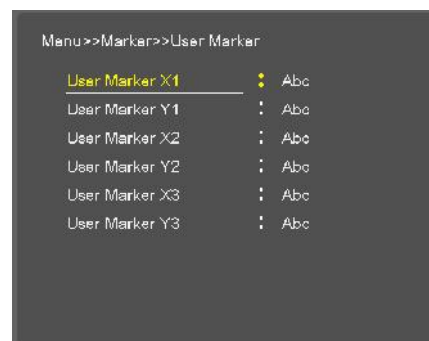 Menu>>Marker>>User Marker
User Marker X1 : Abc
User Marker Y1 : Abc
User Marker X2 : Abc
User Marker Y2 : Abc
User Marker X3 : Abc
User Marker Y3 : Abc